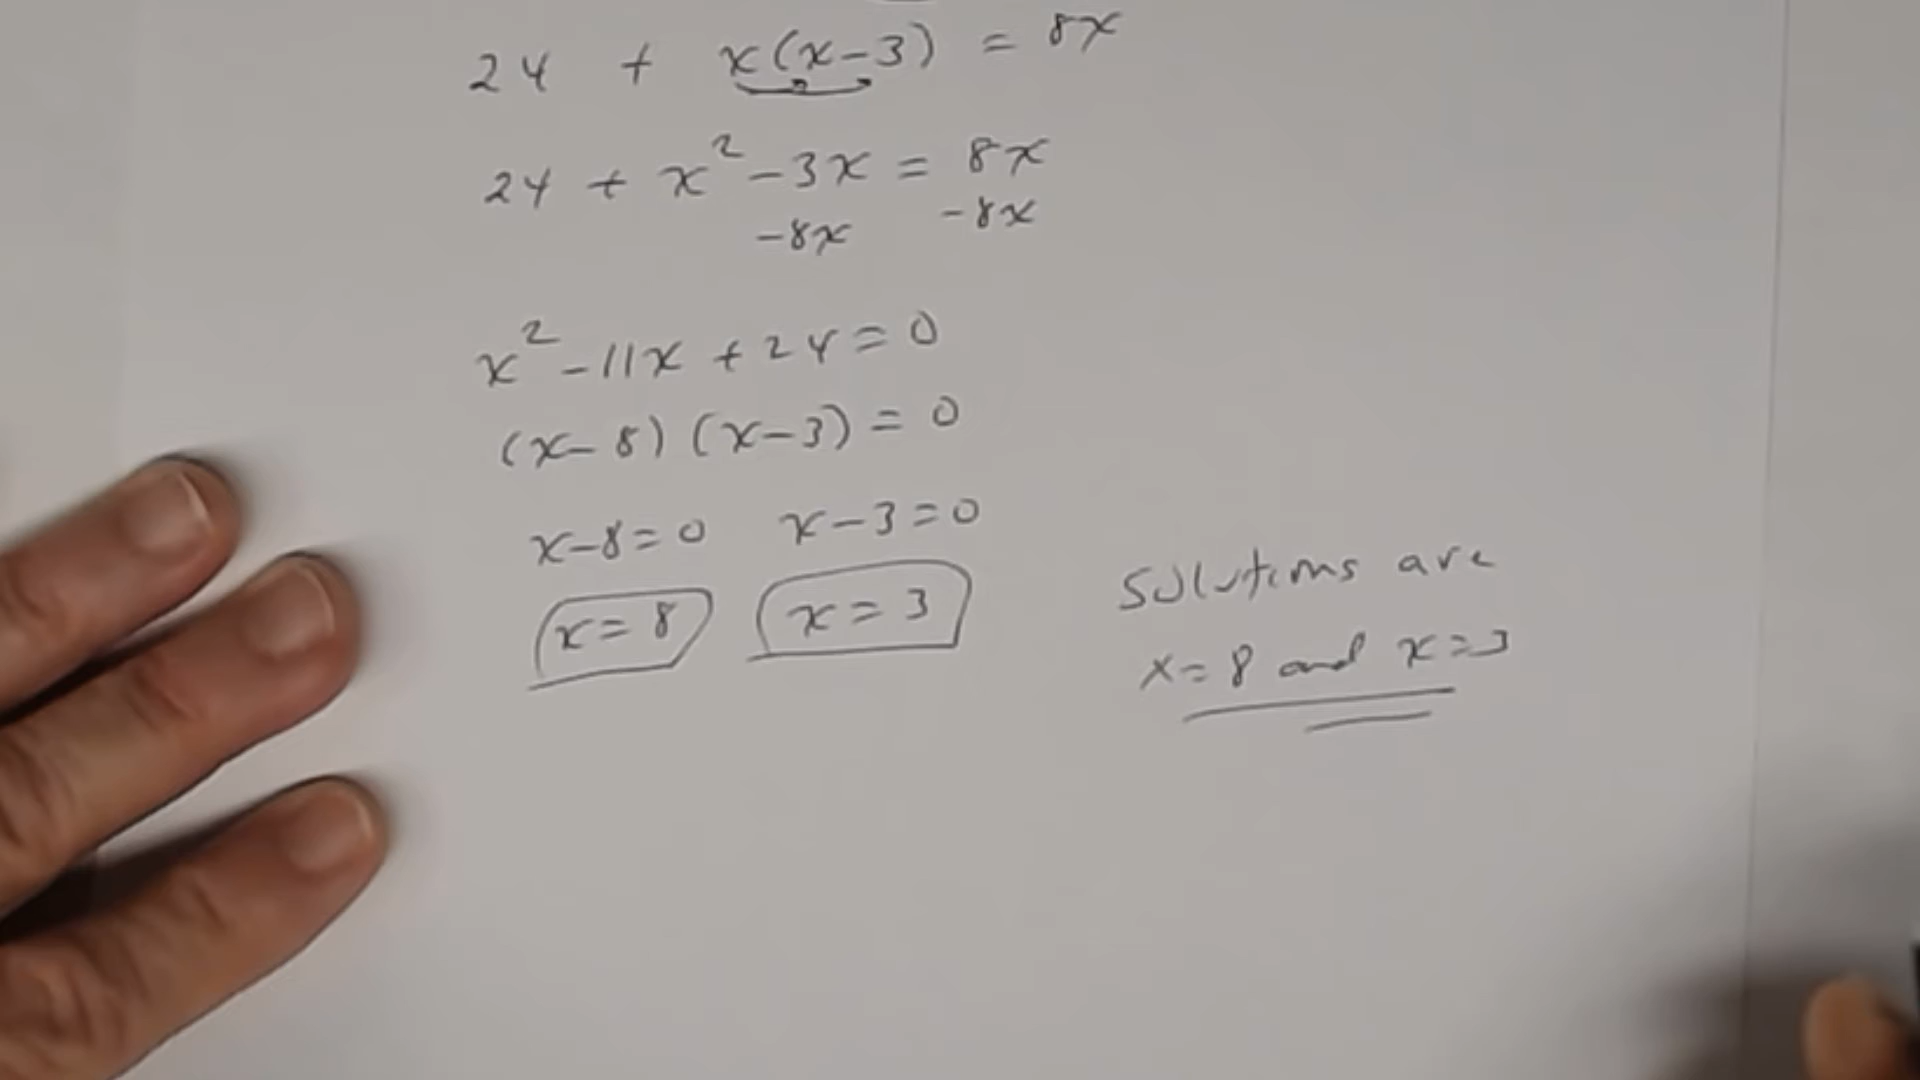 24 + x(x-3) = 8x
24 + x² - 3x = 8x
-8x -8x
x² - 11x + 24 = 0
(x-8) (x-3) = 0
x-8=0 x-3=0
x=8 x=3
Solutions are
x=8 and x=3